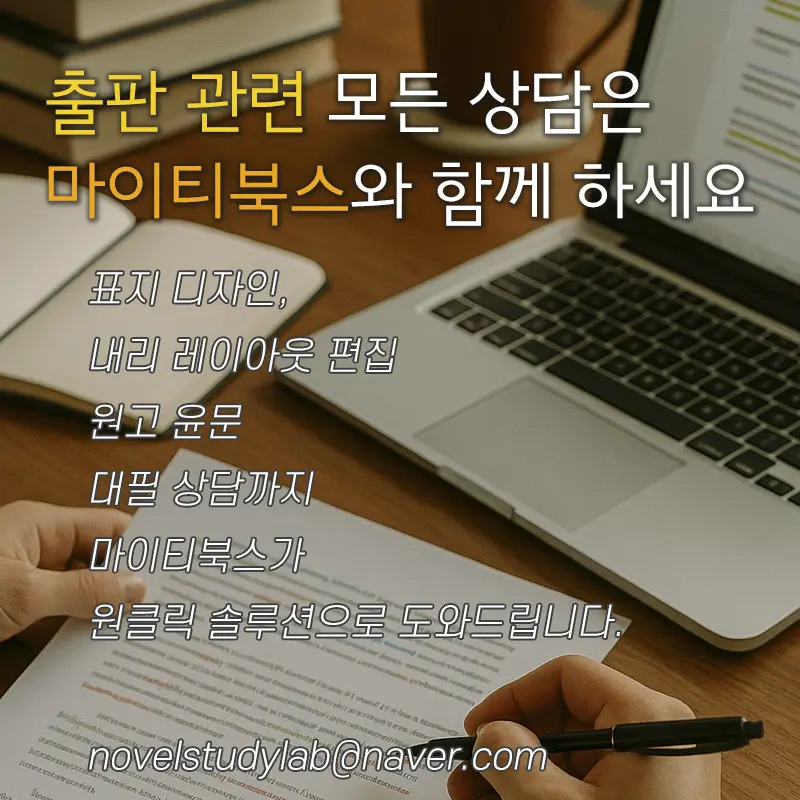 출판 관련 모든 상담은
마이티북스와 함께 하세요
표지 디자인,
내리 레이아웃 편집
원고 윤문
대필 상담까지
마이티북스가
원클릭 솔루션으로 도와드립니다.
novelstudylab@naver.com